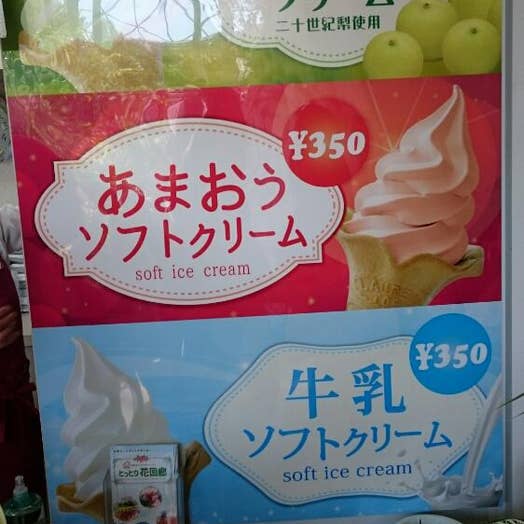 二十世紀梨使用
¥350
あまおう
ソフトクリーム
soft ice cream
¥350
牛乳
ソフトクリーム
soft ice cream
とっとり花回廊